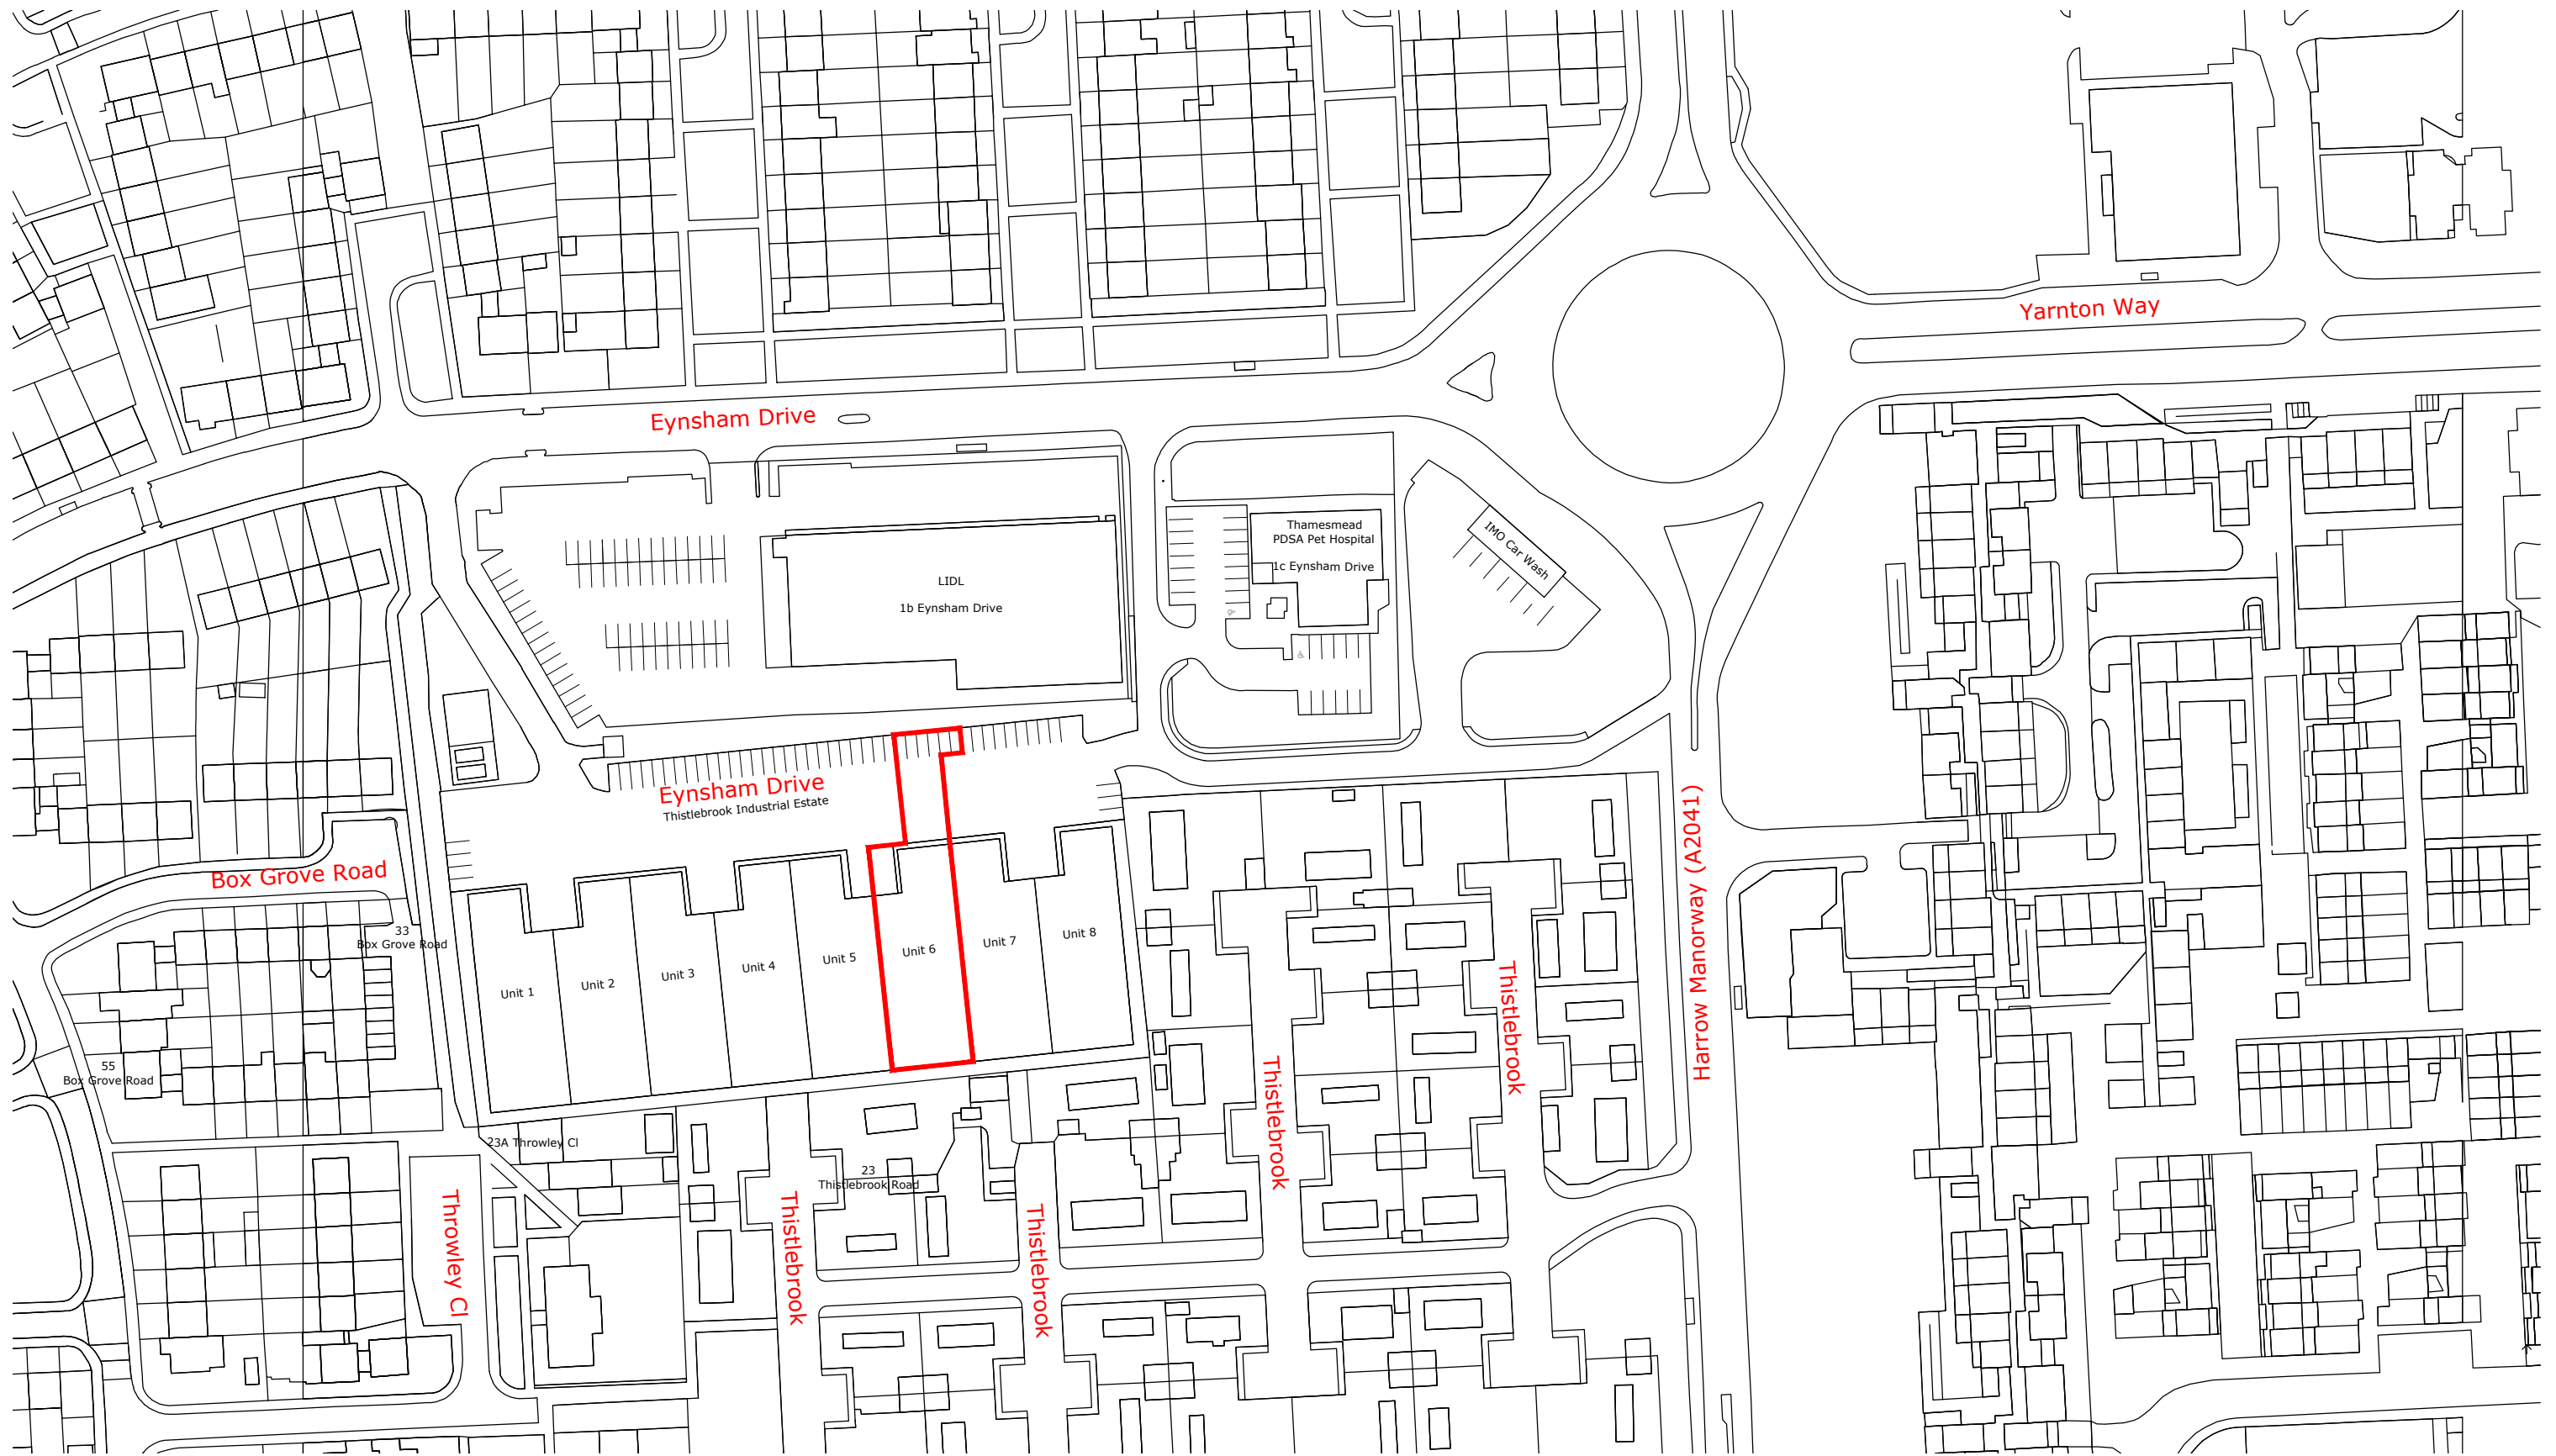 Yarnton Way
Eynsham Drive
Thamesmead
PDSA Pet Hospital
1c Eynsham Drive
IMO Car Wash
LIDL
1b Eynsham Drive
Eynsham Drive
Thistlebrook Industrial Estate
Box Grove Road
Harrow Manorway (A2041)
33
Box Grove Road
Unit 1
Unit 2
Unit 3
Unit 4
Unit 5
Unit 6
Unit 7
Unit 8
55
Box Grove Road
23A Throwley Cl
23
Thistlebrook Road
Throwley Cl
Thistlebrook
Thistlebrook
Thistlebrook
Thistlebrook